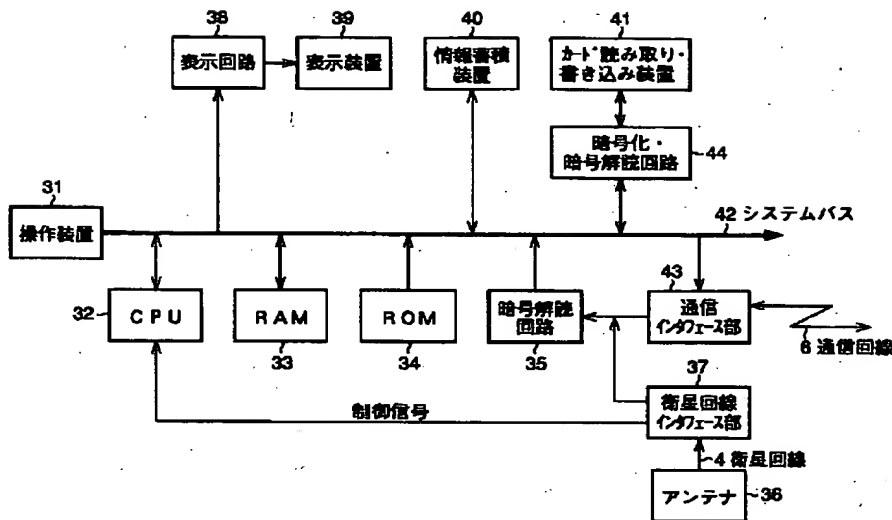 38
39
40
41
表示回路
表示装置
情報蓄積
装置
カード読み取り・
書き込み装置
暗号化・
暗号解読回路
44
31
操作装置
42 システムバス
43
32
CPU
RAM
ROM
暗号解読
回路
通信
インタフェース部
33
34
35
6 通信回線
37
制御信号
衛星回線
インタフェース部
4 衛星回線
アンテナ
36